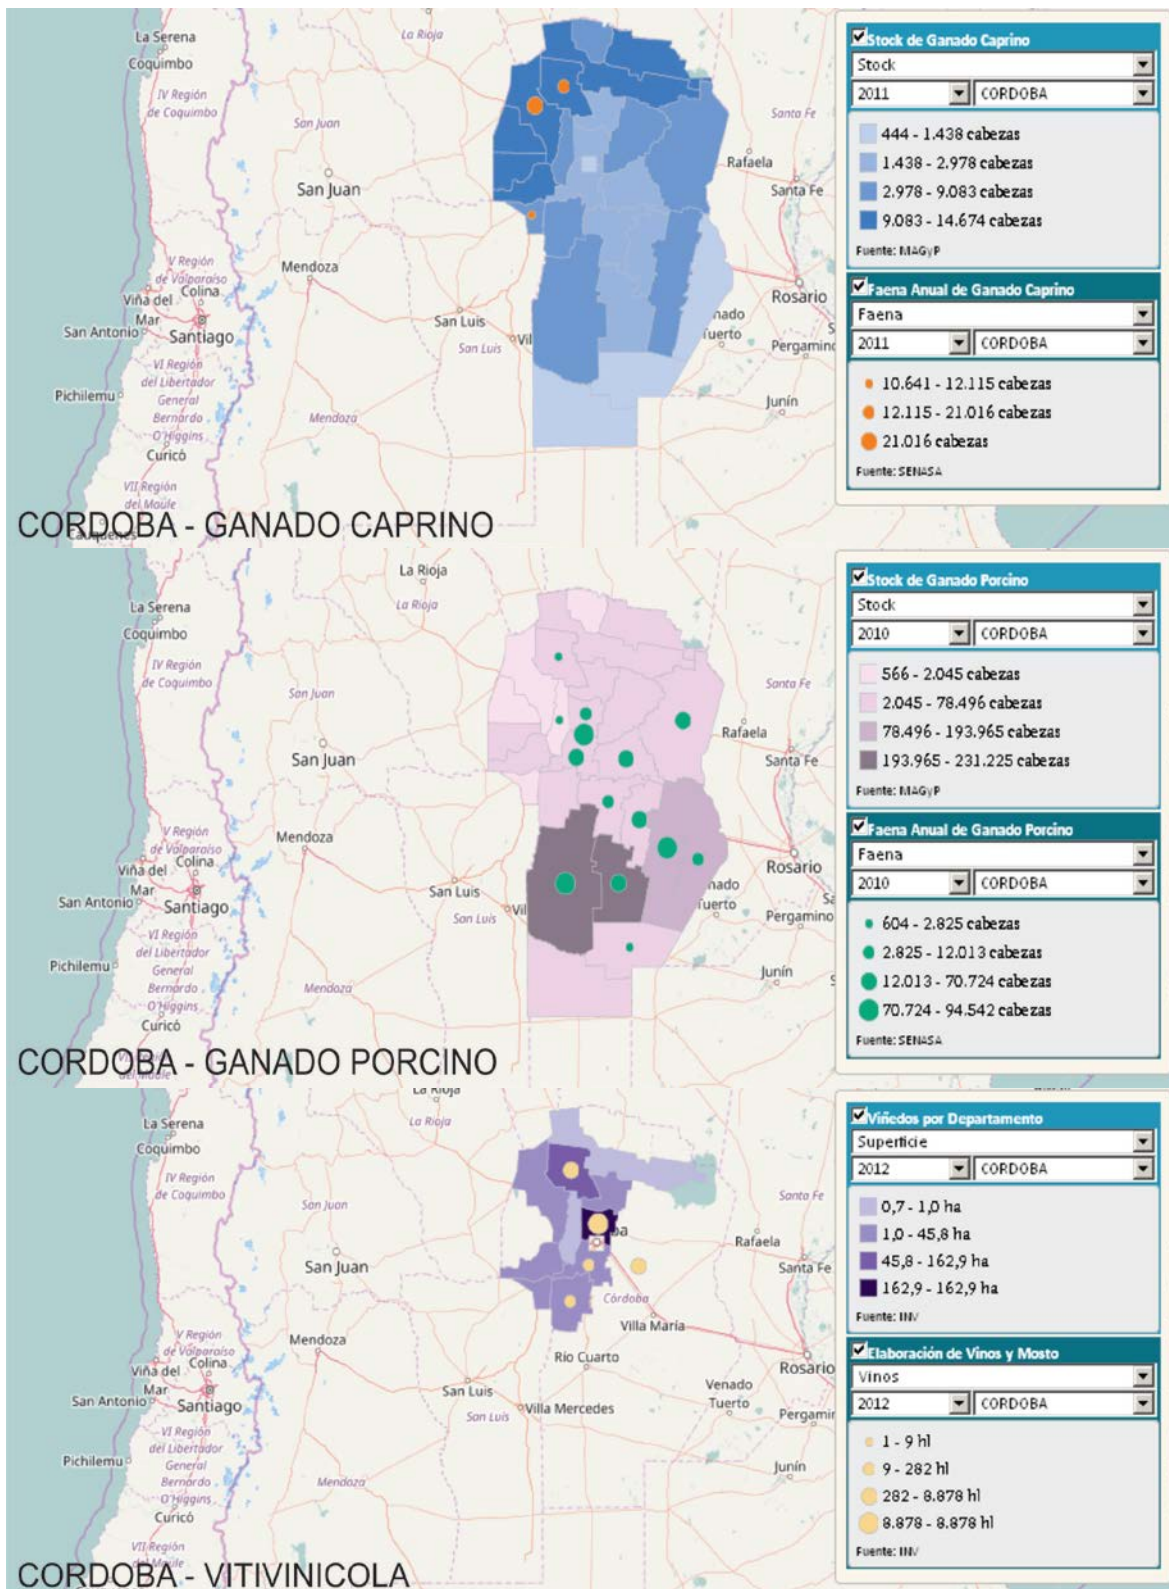 La Serena
Coquimbo
La Rioja
IV Región
de Coquimbo
San Juan
San Juan
Santa Fe
Rafaela
Santa Fe
V Región
de Valparaíso
Viña del
Mar
Colina
San Antonio
Santiago
Mendoza
San Luis
San Luis
Vil
Rosario
nado
uerto
Pergamino
VI Región
del Libertador
General
Bernardo
O'Higgins
Pichilemu
Curicó
Mendoza
Junín
VII Región
del Maule
Cauquenes
CORDOBA - GANADO CAPRINO
Stock de Ganado Caprino
Stock
2011 CORDOBA
444 - 1.438 cabezas
1.438 - 2.978 cabezas
2.978 - 9.083 cabezas
9.083 - 14.674 cabezas
Fuente: MAGyP
Faena Anual de Ganado Caprino
Faena
2011 CORDOBA
10.641 - 12.115 cabezas
12.115 - 21.016 cabezas
21.016 cabezas
Fuente: SENASA
La Rioja
La Rioja
La Serena
Coquimbo
IV Región
de Coquimbo
San Juan
San Juan
Santa Fe
Rafaela
Santa Fe
V Región
de Valparaíso
Viña del
Mar
Colina
San Antonio
Santiago
Mendoza
San Luis
San Luis
Vil
Rosario
nado
uerto
Pergamino
VI Región
del Libertador
General
Bernardo
O'Higgins
Pichilemu
Curicó
Mendoza
Junín
CORDOBA - GANADO PORCINO
Stock de Ganado Porcino
Stock
2010 CORDOBA
566 - 2.045 cabezas
2.045 - 78.496 cabezas
78.496 - 193.965 cabezas
193.965 - 231.225 cabezas
Fuente: MAGyP
Faena Anual de Ganado Porcino
Faena
2010 CORDOBA
604 - 2.825 cabezas
2.825 - 12.013 cabezas
12.013 - 70.724 cabezas
70.724 - 94.542 cabezas
Fuente: SENASA
La Rioja
La Rioja
La Serena
Coquimbo
IV Región
de Coquimbo
San Juan
San Juan
ba
Santa Fe
Rafaela
Santa Fe
Córdoba
Villa María
V Región
de Valparaíso
Viña del
Mar
Colina
San Antonio
Santiago
Mendoza
Río Cuarto
San Luis
San Luis
Villa Mercedes
Rosario
Venado
Tuerto
Pergamin
VI Región
del Libertador
General
Bernardo
O'Higgins
Pichilemu
Curicó
Mendoza
Junín
VII Región
del Maule
CORDOBA - VITIVINICOLA
Viñedos por Departamento
Superficie
2012 CORDOBA
0,7 - 1,0 ha
1,0 - 45,8 ha
45,8 - 162,9 ha
162,9 - 162,9 ha
Fuente: INV
Elaboración de Vinos y Mosto
Vinos
2012 CORDOBA
1 - 9 hl
9 - 282 hl
282 - 8.878 hl
8.878 - 8.878 hl
Fuente: INV